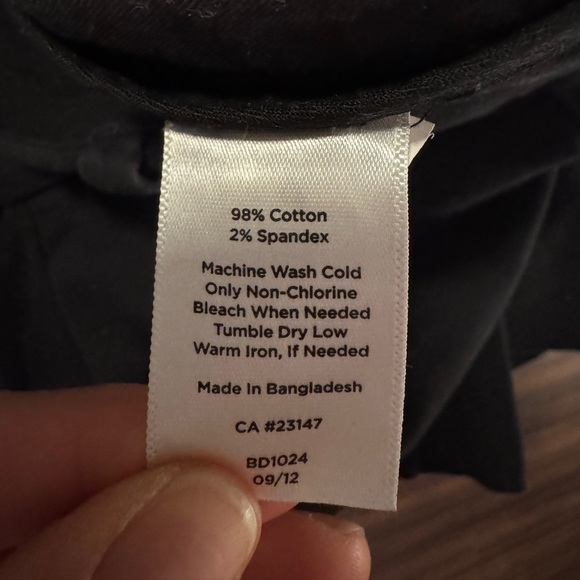 98% Cotton
2% Spandex
Machine Wash Cold
Only Non-Chlorine
Bleach When Needed
Tumble Dry Low
Warm Iron, If Needed
Made In Bangladesh
CA #23147
BD1024
09/12